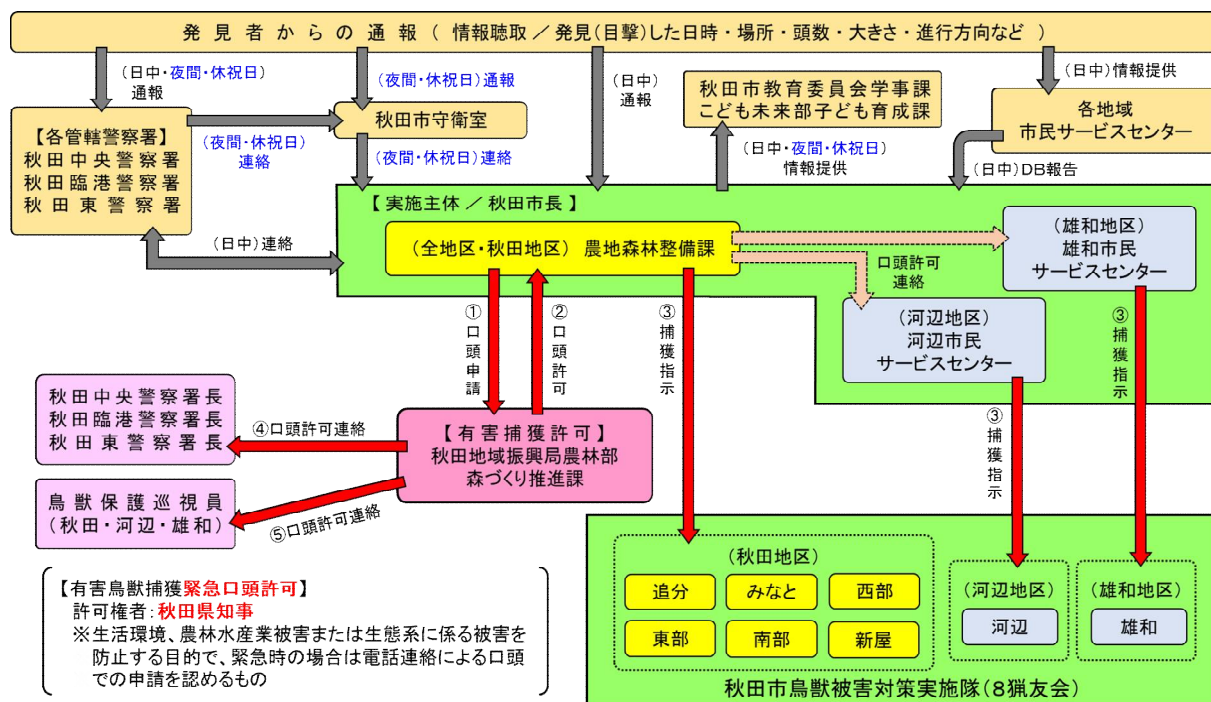 発見者からの通報（情報聴取／発見(目撃)した日時・場所・頭数・大きさ・進行方向など）
(日中・夜間・休祝日)
通報
(夜間・休祝日)通報
(日中)
通報
(日中)情報提供
秋田市教育委員会学事課
こども未来部子ども育成課
各地域
市民サービスセンター
【各管轄警察署】
秋田中央警察署
秋田臨港警察署
秋田東警察署
(夜間・休祝日)
連絡
秋田市守衛室
(夜間・休祝日)連絡
(日中・夜間・休祝日)
情報提供
(日中)DB報告
(日中)連絡
【実施主体／秋田市長】
(全地区・秋田地区) 農地森林整備課
口頭許可
連絡
(雄和地区)
雄和市民
サービスセンター
(河辺地区)
河辺市民
サービスセンター
①口頭申請
②口頭許可
③捕獲指示
③捕獲指示
③捕獲指示
秋田中央警察署長
秋田臨港警察署長
秋田東警察署長
④口頭許可連絡
【有害捕獲許可】
秋田地域振興局農林部
森づくり推進課
鳥獣保護巡視員
(秋田・河辺・雄和)
⑤口頭許可連絡
【有害鳥獣捕獲緊急口頭許可】
許可権者：秋田県知事
※生活環境、農林水産業被害または生態系に係る被害を
防止する目的で、緊急時の場合は電話連絡による口頭
での申請を認めるもの
(秋田地区)
追分
みなと
西部
東部
南部
新屋
(河辺地区)
河辺
(雄和地区)
雄和
秋田市鳥獣被害対策実施隊(８猟友会)